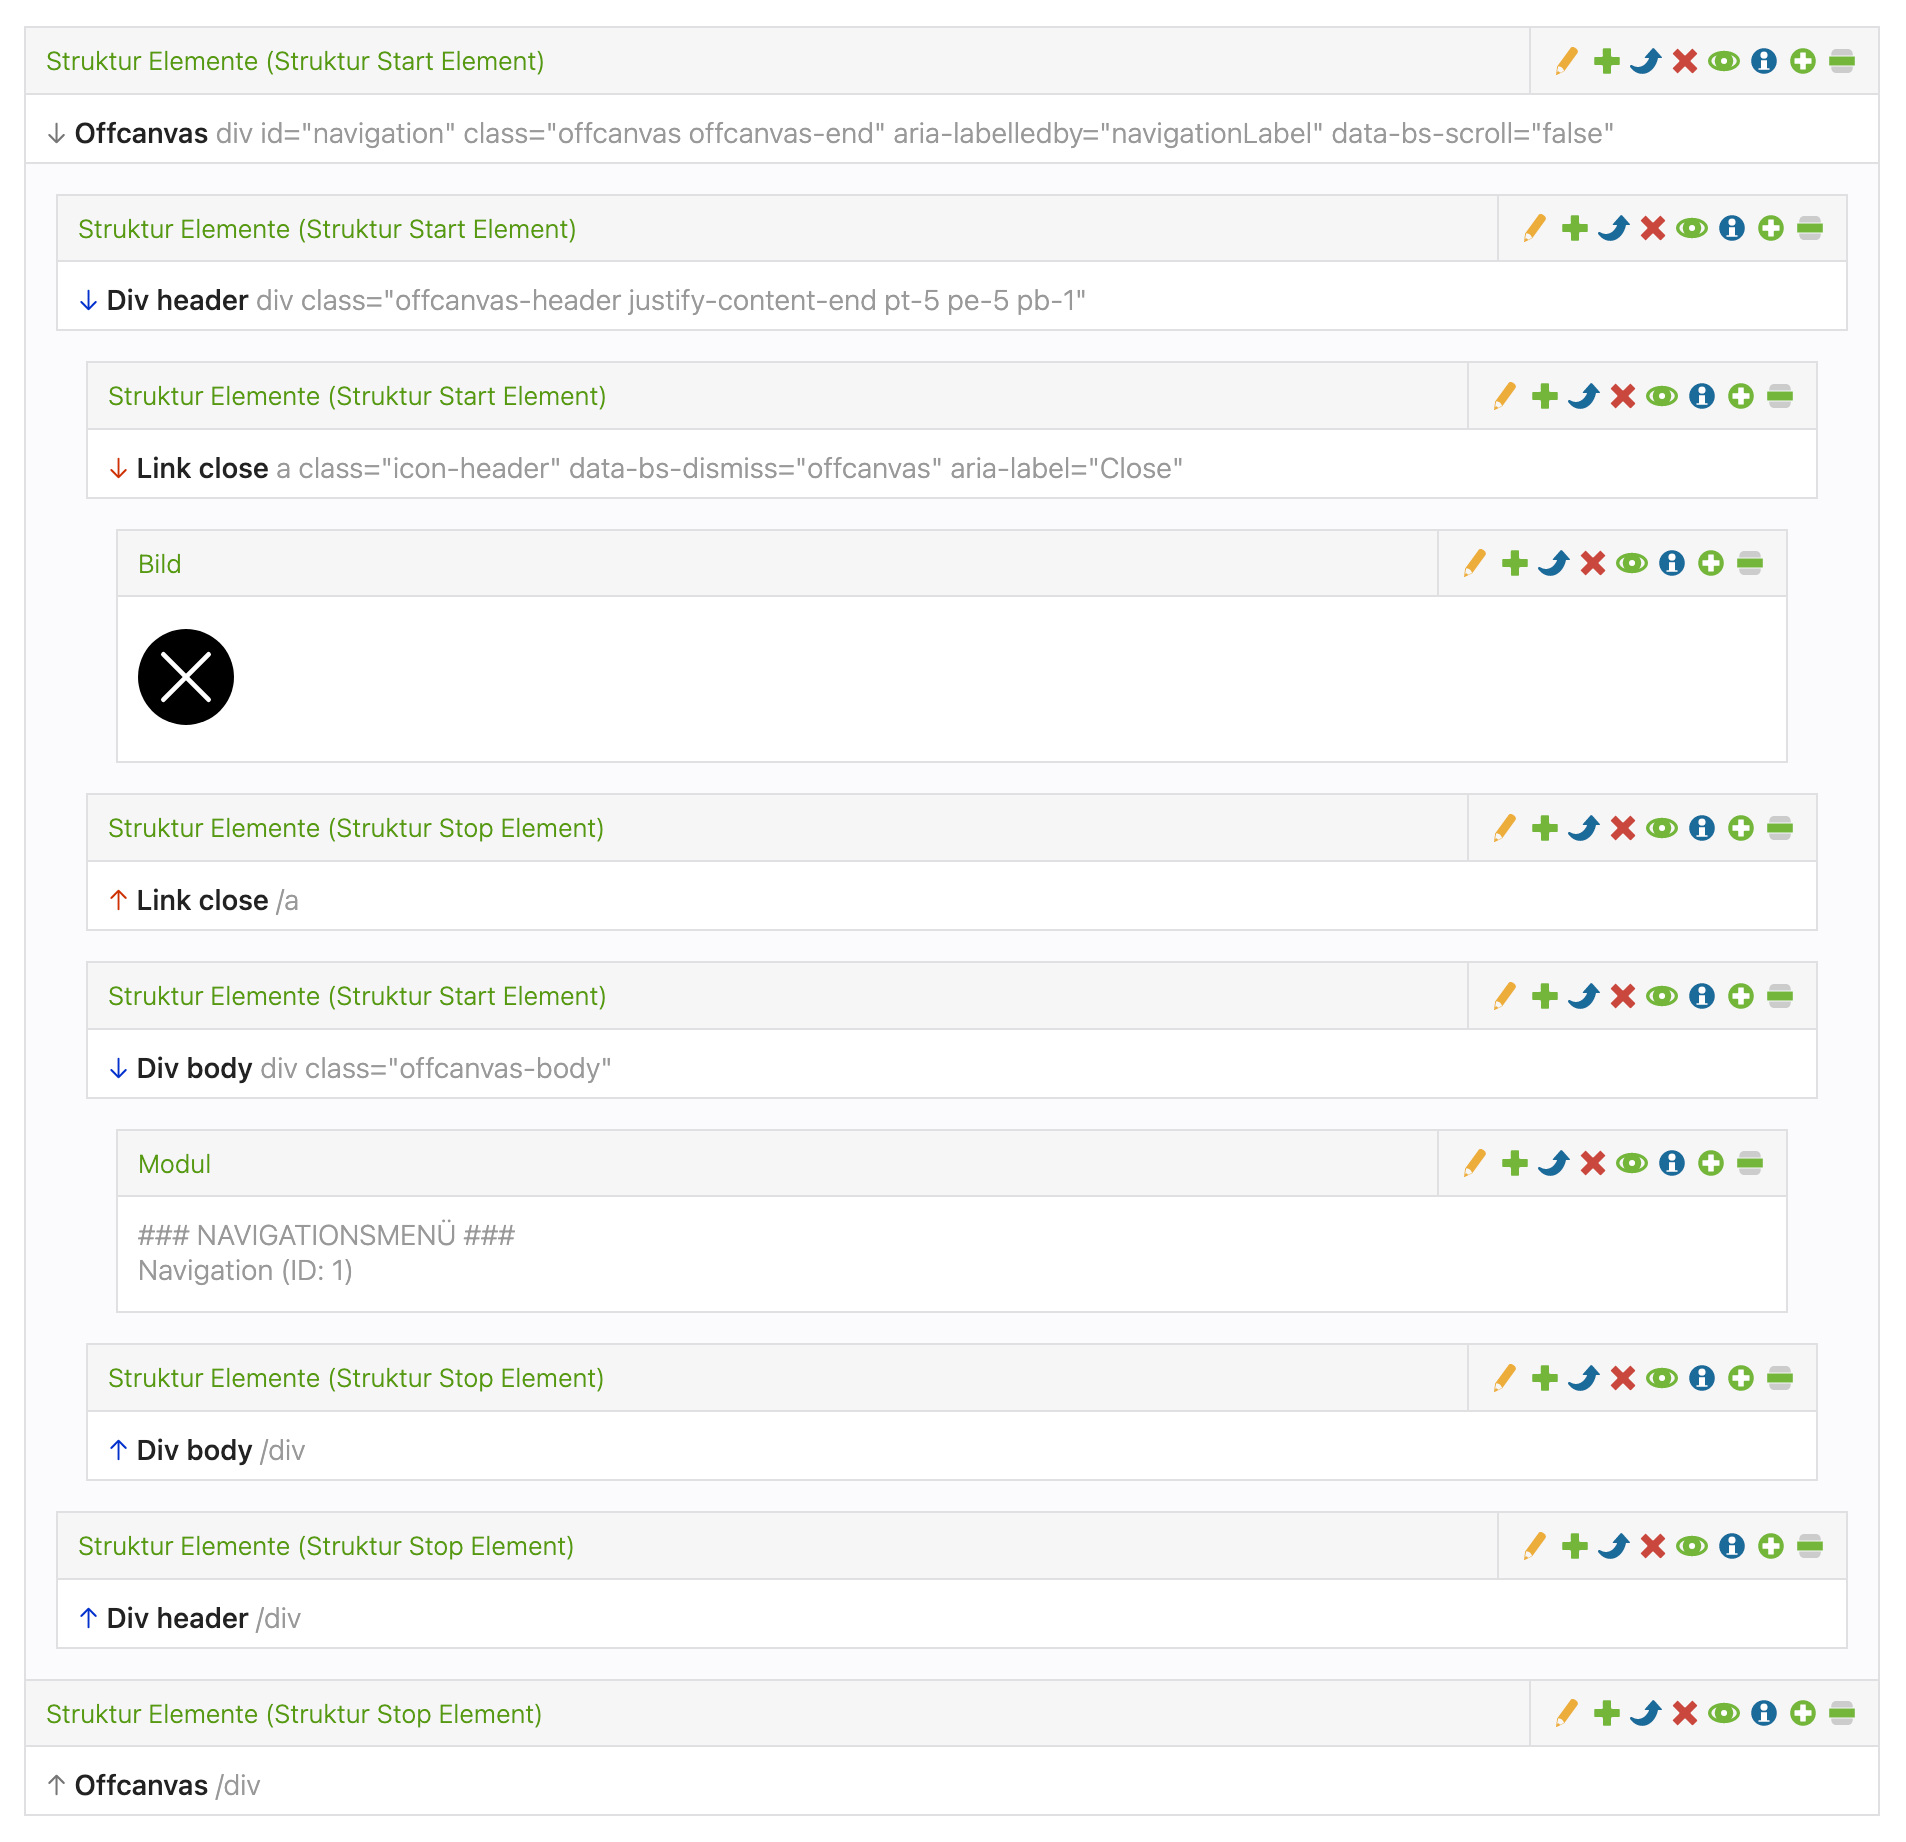 Struktur Elemente (Struktur Start Element)
↓ Offcanvas div id="navigation" class="offcanvas offcanvas-end" aria-labelledby="navigationLabel" data-bs-scroll="false"
Struktur Elemente (Struktur Start Element)
↓ Div header div class="offcanvas-header justify-content-end pt-5 pe-5 pb-1"
Struktur Elemente (Struktur Start Element)
↓ Link close a class="icon-header" data-bs-dismiss="offcanvas" aria-label="Close"
Bild
Struktur Elemente (Struktur Stop Element)
↑ Link close /a
Struktur Elemente (Struktur Start Element)
↓ Div body div class="offcanvas-body"
Modul
### NAVIGATIONSMENÜ ###
Navigation (ID: 1)
Struktur Elemente (Struktur Stop Element)
↑ Div body /div
Struktur Elemente (Struktur Stop Element)
↑ Div header /div
Struktur Elemente (Struktur Stop Element)
↑ Offcanvas /div